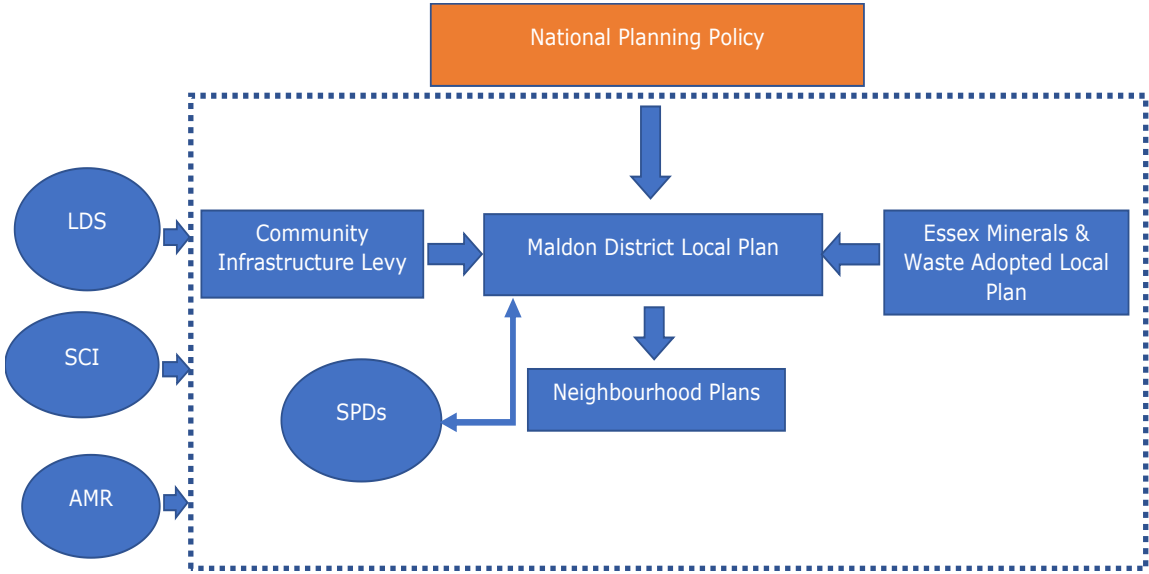 National Planning Policy
LDS
Community
Infrastructure Levy
Maldon District Local Plan
Essex Minerals &
Waste Adopted Local
Plan
SCI
SPDs
Neighbourhood Plans
AMR